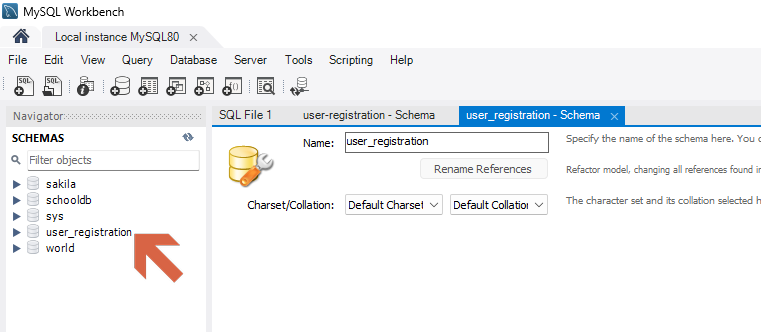 MySQL Workbench
Local instance MySQL80
File Edit View Query Database Server Tools Scripting Help
SQL SQL
Navigator
SCHEMAS
Filter objects
sakila
schooldb
sys
user_registration
world
SQL File 1 user-registration - Schema user_registration - Schema
Name: user_registration Specify the name of the schema here. You
Rename References Refactor model, changing all references found
Charset/Collation: Default Charset Default Collation The character set and its collation selected